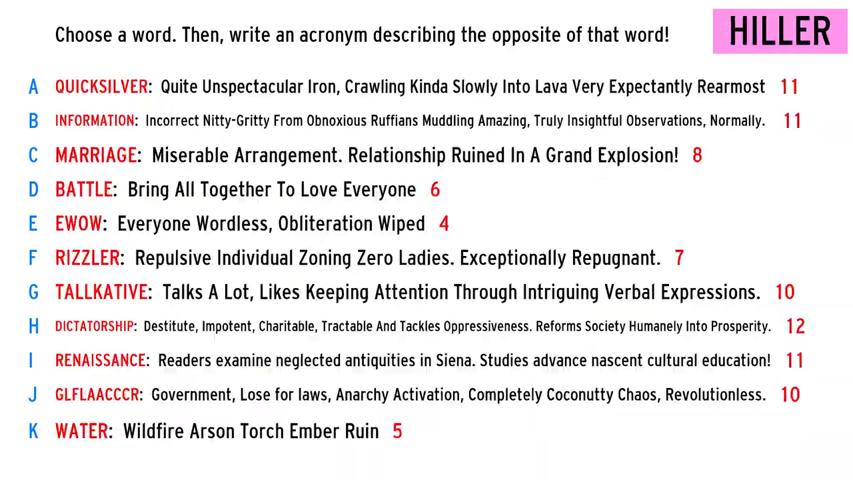 Choose a word. Then, write an acronym describing the opposite of that word!
HILLER
A QUICKSILVER: Quite Unspectacular Iron, Crawling Kinda Slowly Into Lava Very Expectantly Rearmost 11
B INFORMATION: Incorrect Nitty-Gritty From Obnoxious Ruffians Muddling Amazing, Truly Insightful Observations, Normally. 11
C MARRIAGE: Miserable Arrangement. Relationship Ruined In A Grand Explosion! 8
D BATTLE: Bring All Together To Love Everyone 6
E EWOW: Everyone Wordless, Obliteration Wiped 4
F RIZZLER: Repulsive Individual Zoning Zero Ladies. Exceptionally Repugnant. 7
G TALLKATIVE: Talks A Lot, Likes Keeping Attention Through Intriguing Verbal Expressions. 10
H DICTATORSHIP: Destitute, Impotent, Charitable, Tractable And Tackles Oppressiveness. Reforms Society Humanely Into Prosperity. 12
I RENAISSANCE: Readers examine neglected antiquities in Siena. Studies advance nascent cultural education! 11
J GLFLAACCCR: Government, Lose for laws, Anarchy Activation, Completely Coconutty Chaos, Revolutionless. 10
K WATER: Wildfire Arson Torch Ember Ruin 5